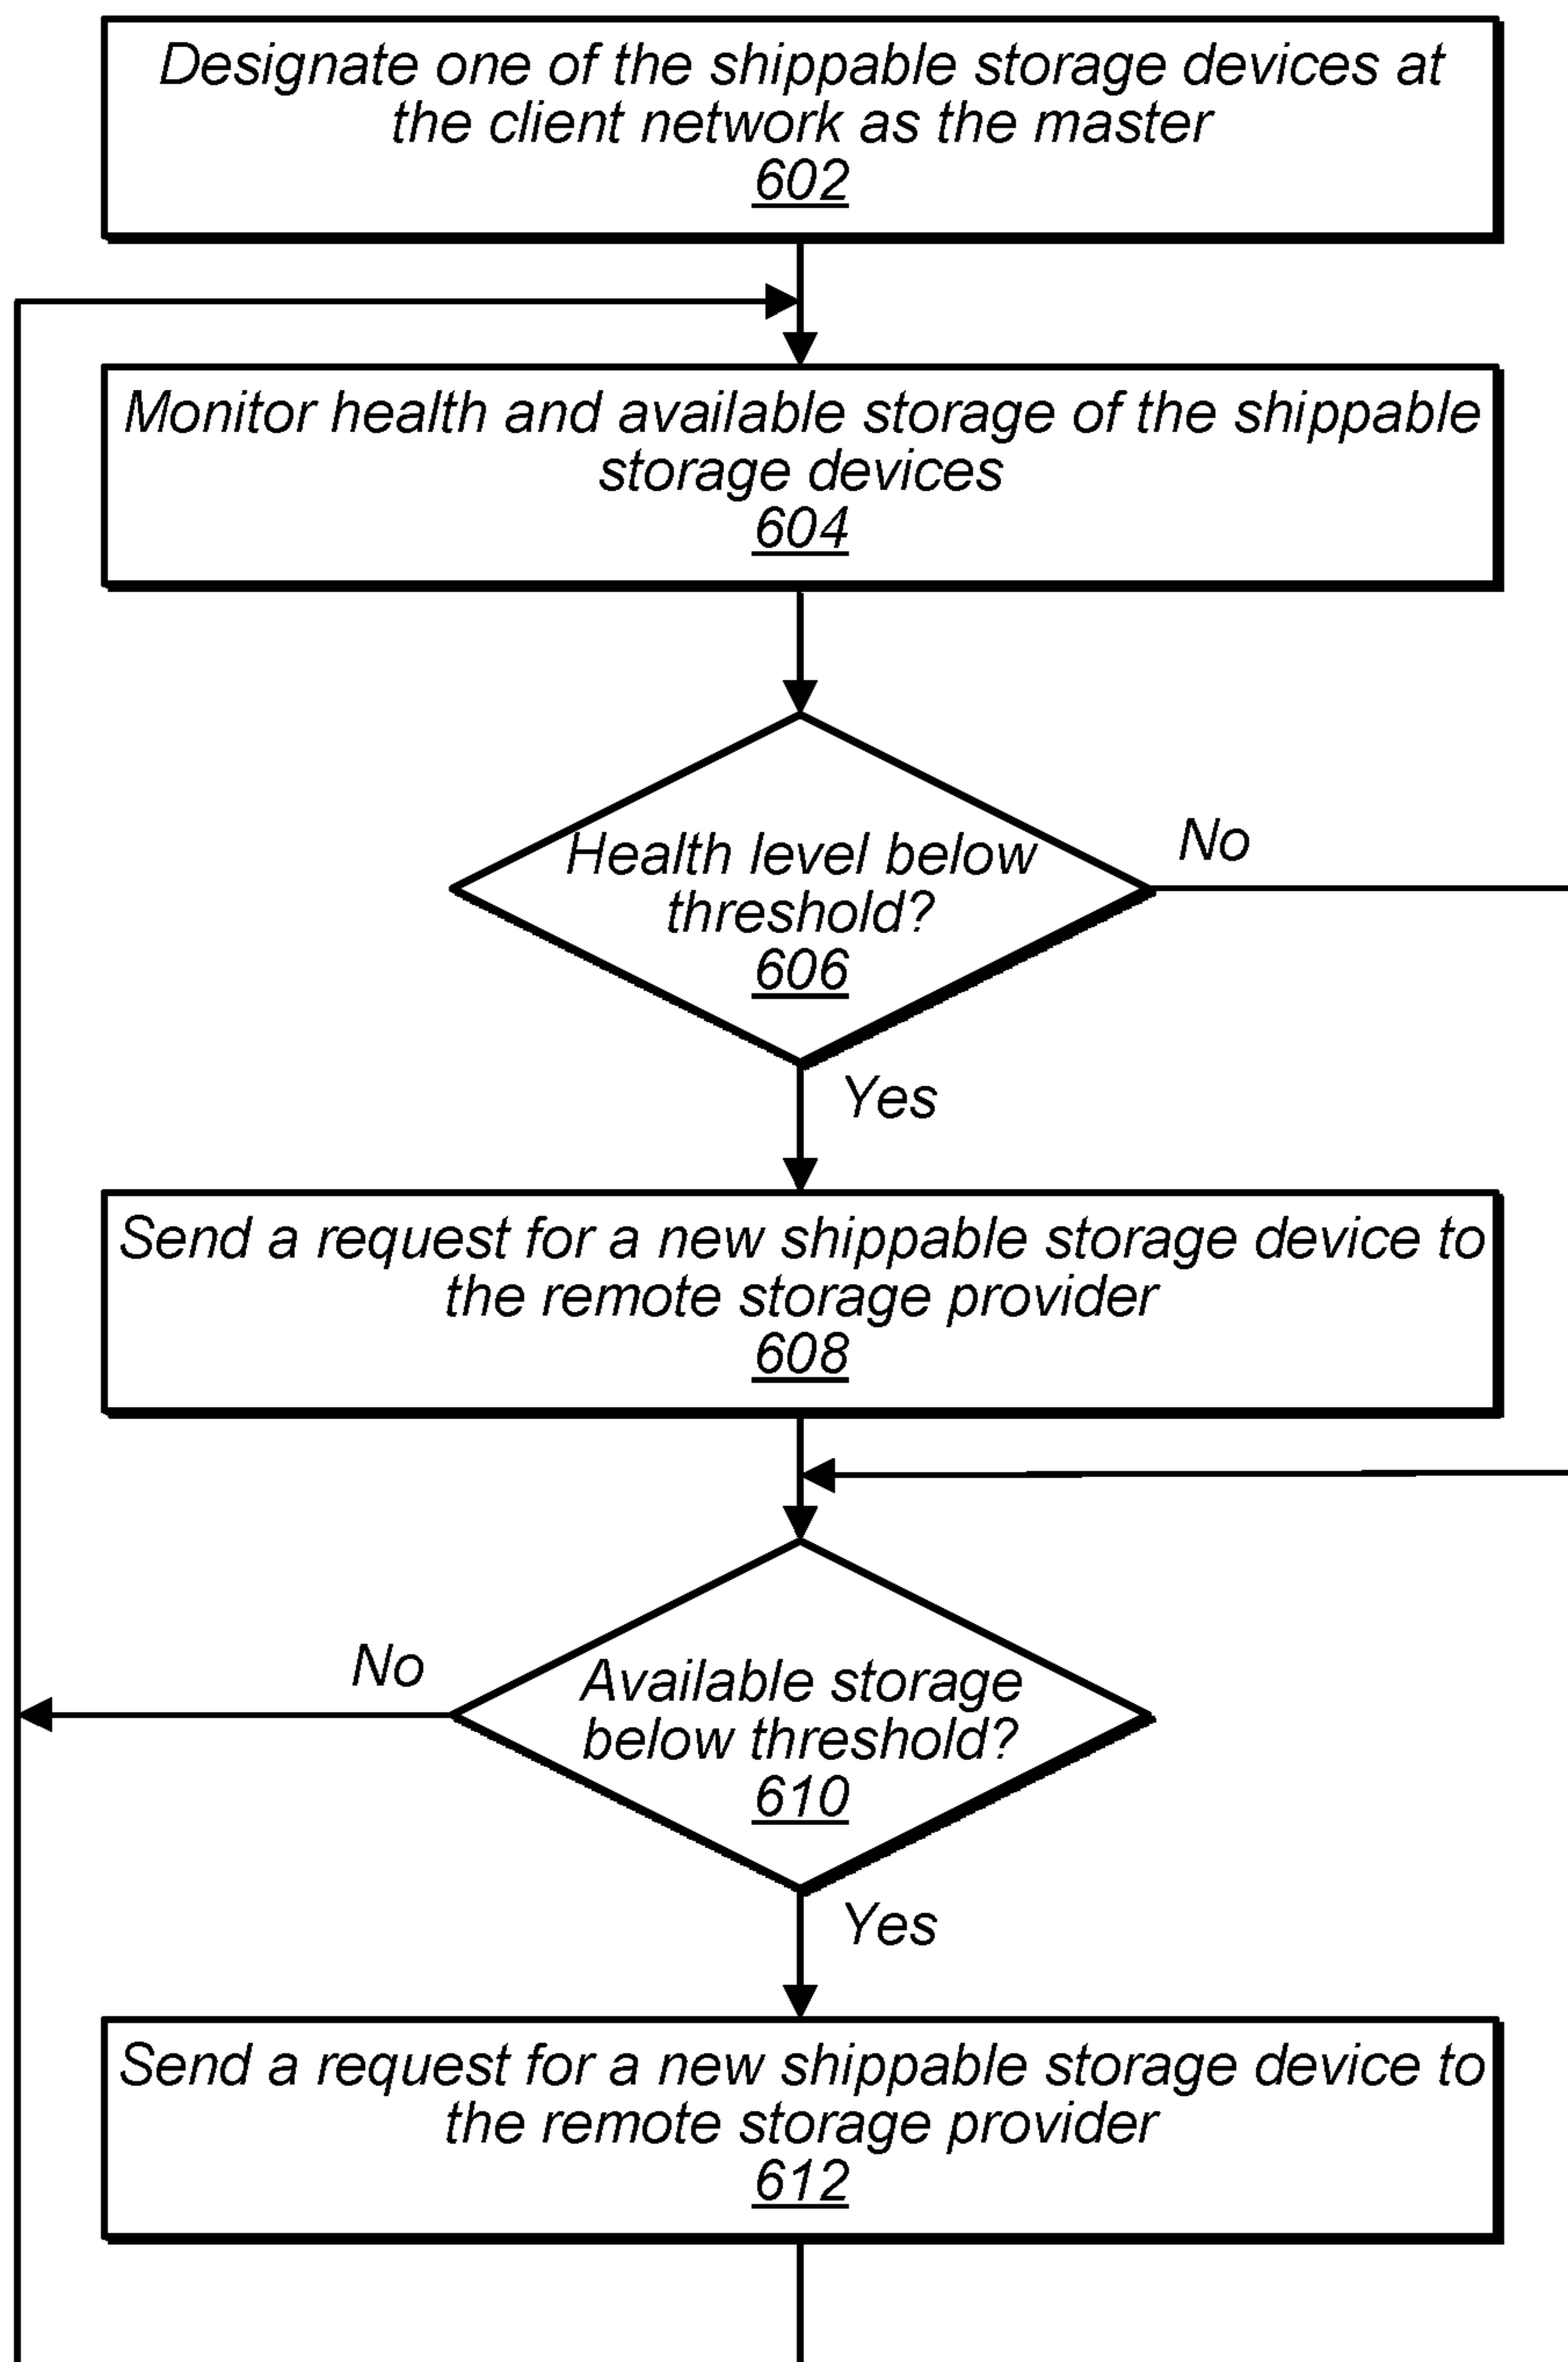 Designate one of the shippable storage devices at
the client network as the master
602
Monitor health and available storage of the shippable
storage devices
604
Health level below
threshold?
606
No
Yes
Send a request for a new shippable storage device to
the remote storage provider
608
Available storage
below threshold?
610
No
Yes
Send a request for a new shippable storage device to
the remote storage provider
612